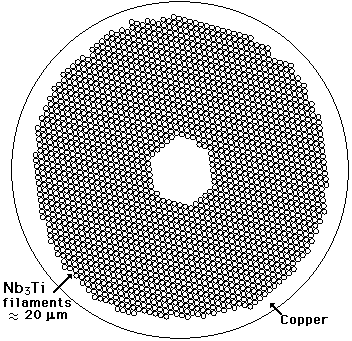 Nb₃Ti
filaments
≈ 20 µm
Copper